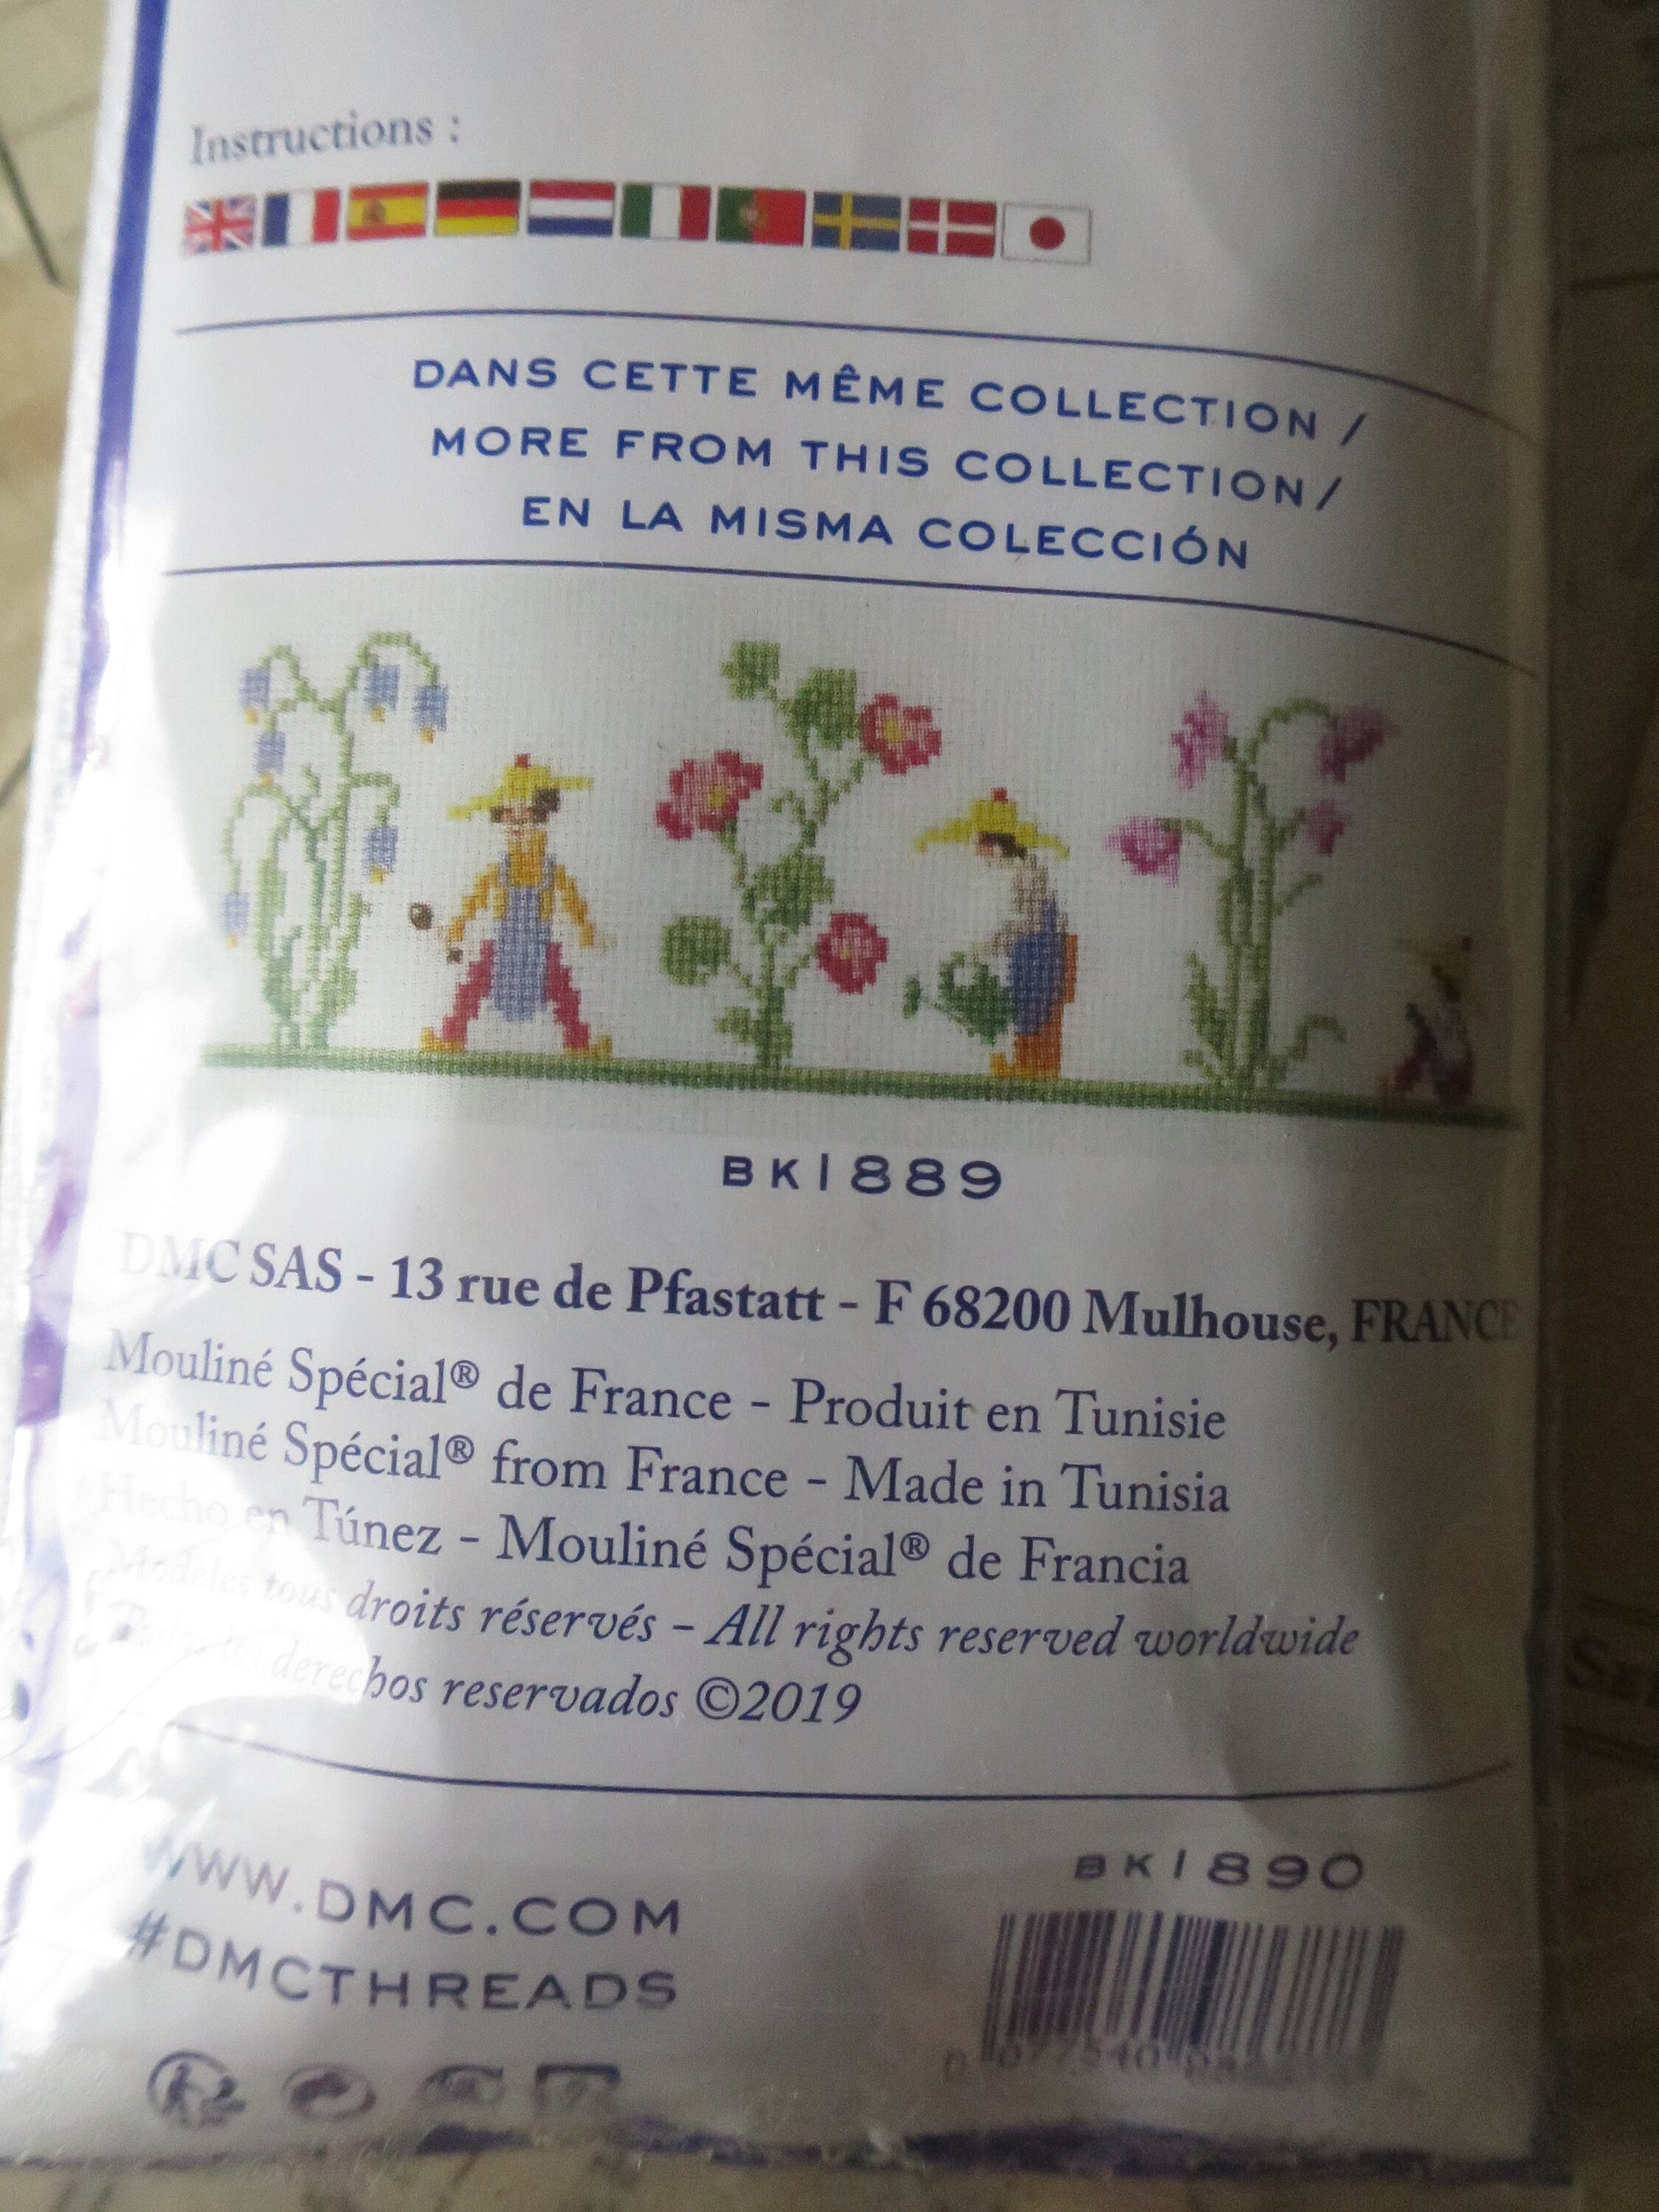 Instructions :
DANS CETTE MÊME COLLECTION /
MORE FROM THIS COLLECTION/
EN LA MISMA COLECCIÓN
BK1889
DMC SAS - 13 rue de Pfastatt - F 68200 Mulhouse, FRANCE
Mouliné Spécial® de France - Produit en Tunisie
Mouliné Spécial® from France - Made in Tunisia
Hecho en Túnez - Mouliné Spécial® de Francia
Modèles tous droits réservés - All rights reserved worldwide
derechos reservados ©2019
WWW.DMC.COM
#DMCTHREADS
BK1890